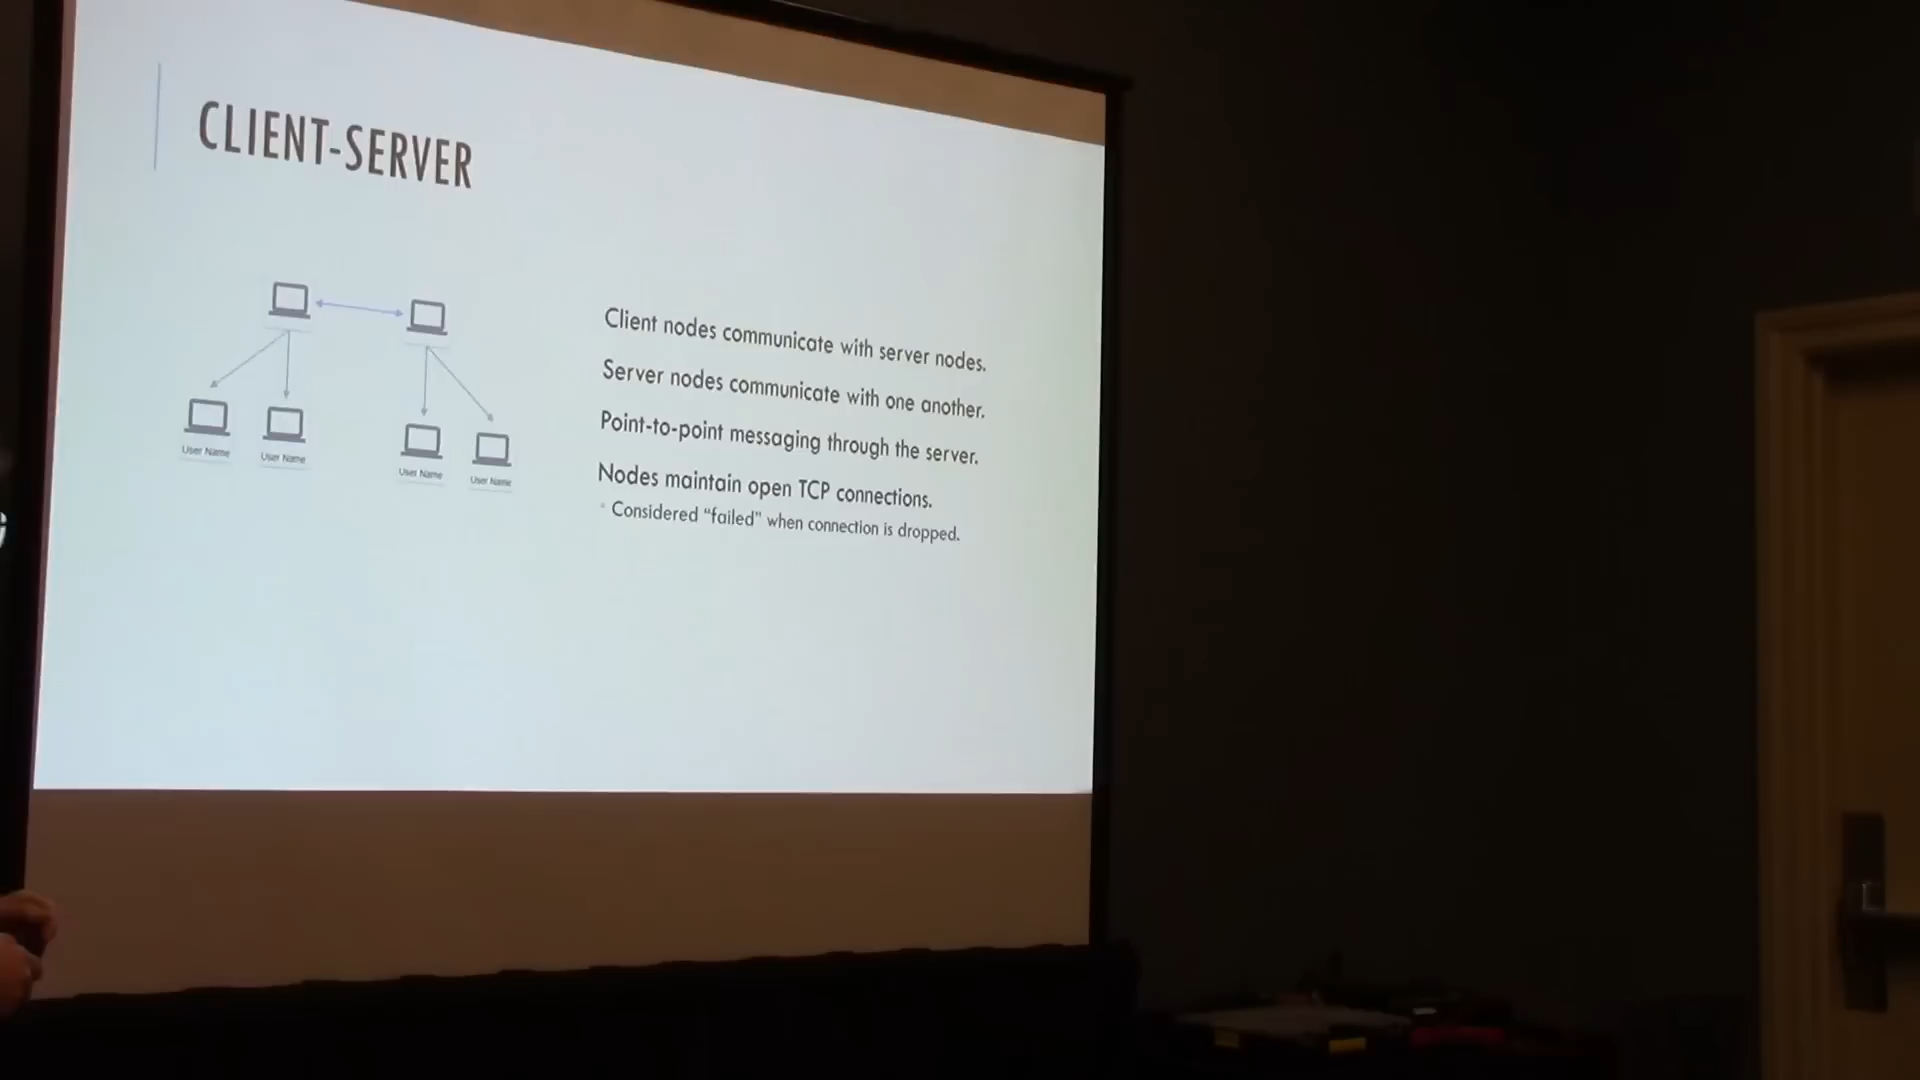 CLIENT-SERVER
User Name
User Name
User Name
User Name
Client nodes communicate with server nodes.
Server nodes communicate with one another.
Point-to-point messaging through the server.
Nodes maintain open TCP connections.
Considered “failed” when connection is dropped.